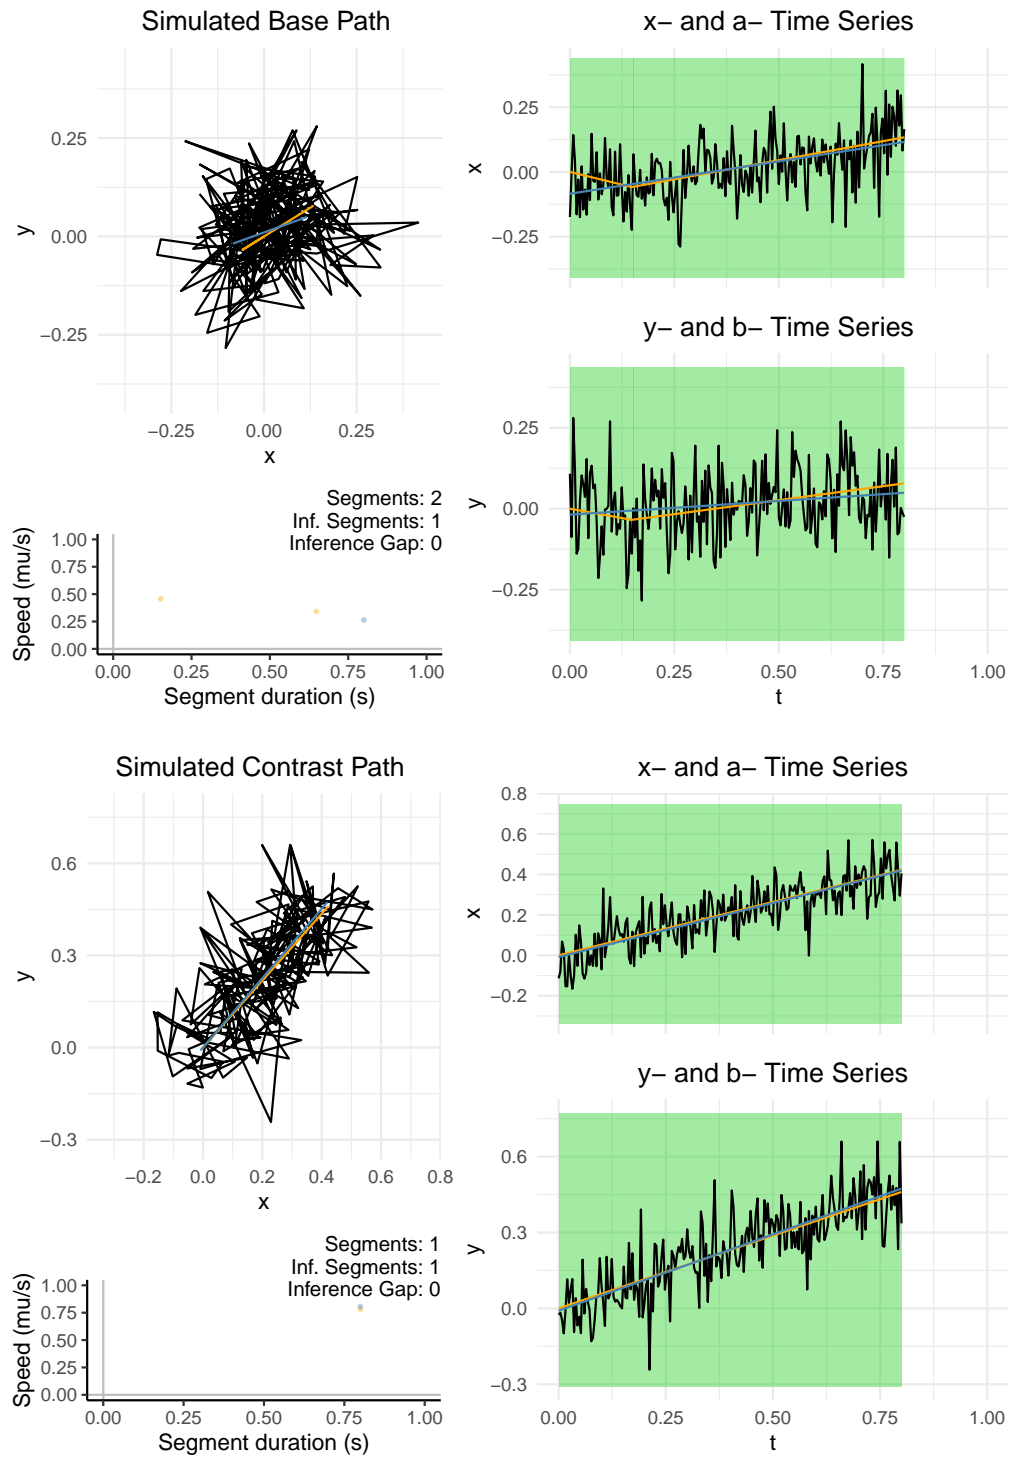 Simulated Base Path
0.25
0.00
−0.25
y
−0.25 0.00 0.25
x
Segments: 2
Inf. Segments: 1
Inference Gap: 0
1.00
0.75
0.50
0.25
0.00
Speed (mu/s)
0.00 0.25 0.50 0.75 1.00
Segment duration (s)
x− and a− Time Series
0.25
0.00
−0.25
x
y− and b− Time Series
0.25
0.00
−0.25
y
0.00 0.25 0.50 0.75 1.00
t
Simulated Contrast Path
0.6
0.3
0.0
−0.3
y
−0.2 0.0 0.2 0.4 0.6 0.8
x
Segments: 1
Inf. Segments: 1
Inference Gap: 0
1.00
0.75
0.50
0.25
0.00
Speed (mu/s)
0.00 0.25 0.50 0.75 1.00
Segment duration (s)
x− and a− Time Series
0.8
0.6
0.4
0.2
0.0
−0.2
x
y− and b− Time Series
0.6
0.3
0.0
−0.3
y
0.00 0.25 0.50 0.75 1.00
t